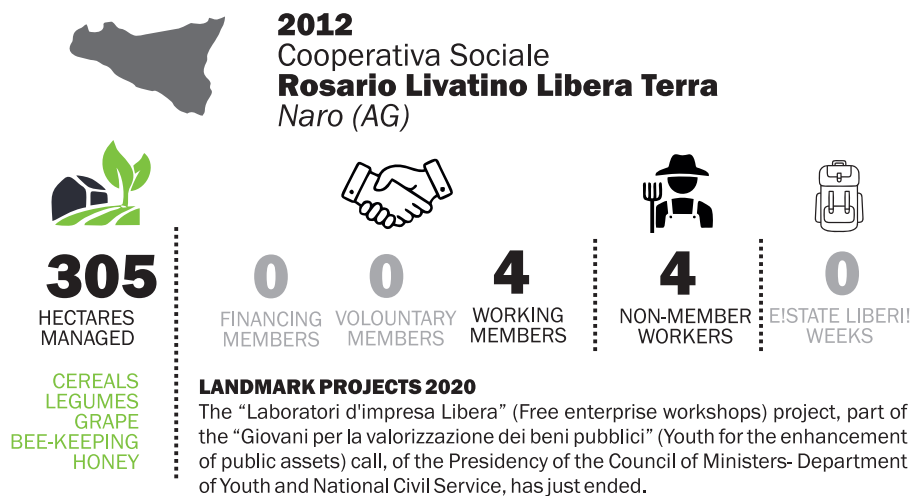 2012
Cooperativa Sociale
Rosario Livatino Libera Terra
Naro (AG)
305
HECTARES
MANAGED
CEREALS
LEGUMES
GRAPE
BEE-KEEPING
HONEY
0
FINANCING
MEMBERS
0
VOLOUNTARY
MEMBERS
4
WORKING
MEMBERS
4
NON-MEMBER
WORKERS
0
E!STATE LIBERI!
WEEKS
LANDMARK PROJECTS 2020
The “Laboratori d'impresa Libera” (Free enterprise workshops) project, part of
the “Giovani per la valorizzazione dei beni pubblici” (Youth for the enhancement
of public assets) call, of the Presidency of the Council of Ministers- Department
of Youth and National Civil Service, has just ended.